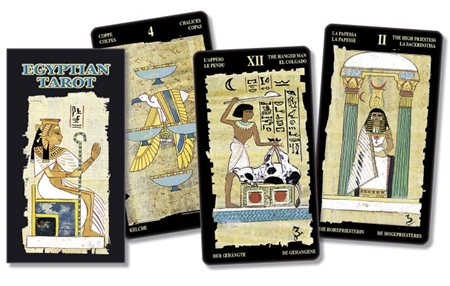 EGYPTIAN
TAROT
COPPE
COUPES
4
CHALICES
COPAS
KELCHE
L'APPESO
LE PENDU
XII
THE HANGED MAN
EL COLGADO
DER GEHÄNGTE
DE GEHANGENE
LA PAPESSA
LA PAPESSE
II
THE HIGH PRIESTESS
LA SACERDOTISA
DIE HOHEPRIESTERIN
DE HOGEPRIESTERES